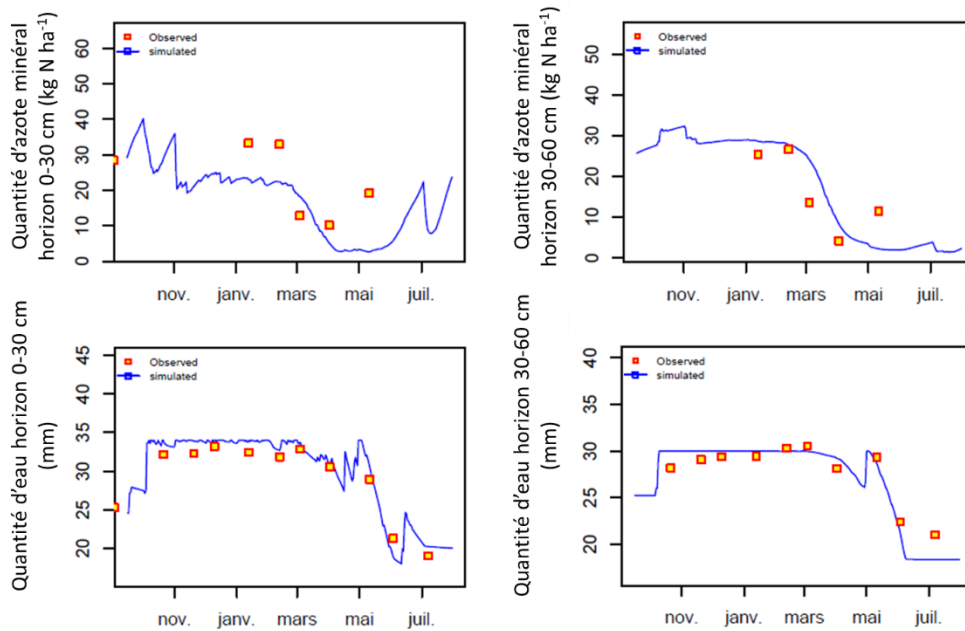 Quantité d'azote minéral
horizon 0-30 cm (kg N ha⁻¹)
60
50
40
30
20
10
0
Observed
simulated
nov.
janv.
mars
mai
juil.
Quantité d'azote minéral
horizon 30-60 cm (kg N ha⁻¹)
50
40
30
20
10
0
Observed
simulated
nov.
janv.
mars
mai
juil.
Quantité d'eau horizon 0-30 cm
(mm)
45
40
35
30
25
20
Observed
simulated
nov.
janv.
mars
mai
juil.
Quantité d'eau horizon 30-60 cm
(mm)
40
35
30
25
20
Observed
simulated
nov.
janv.
mars
mai
juil.